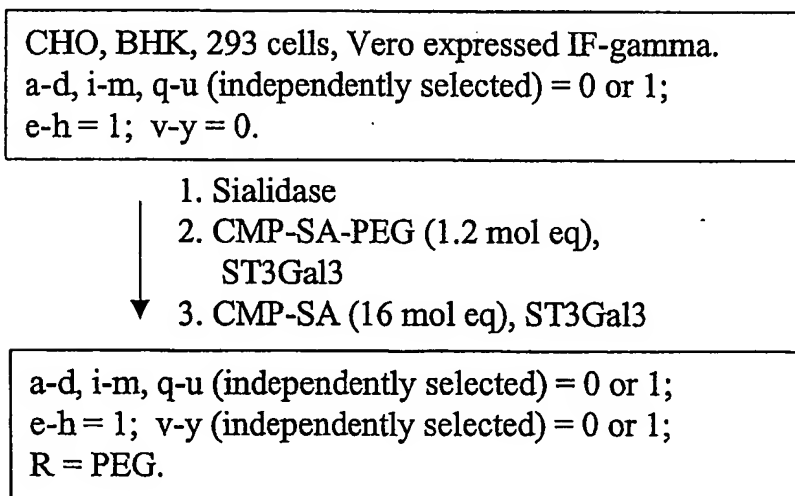 CHO, BHK, 293 cells, Vero expressed IF-gamma.
a-d, i-m, q-u (independently selected) = 0 or 1;
e-h = 1; v-y = 0.
1. Sialidase
2. CMP-SA-PEG (1.2 mol eq),
ST3Gal3
3. CMP-SA (16 mol eq), ST3Gal3
a-d, i-m, q-u (independently selected) = 0 or 1;
e-h = 1; v-y (independently selected) = 0 or 1;
R = PEG.